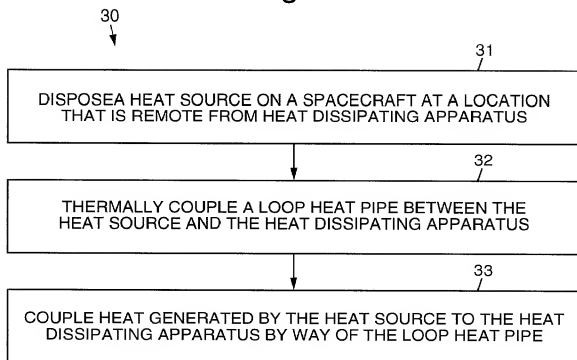 30
31
DISPOSEA HEAT SOURCE ON A SPACECRAFT AT A LOCATION
THAT IS REMOTE FROM HEAT DISSIPATING APPARATUS
32
THERMALLY COUPLE A LOOP HEAT PIPE BETWEEN THE
HEAT SOURCE AND THE HEAT DISSIPATING APPARATUS
33
COUPLE HEAT GENERATED BY THE HEAT SOURCE TO THE HEAT
DISSIPATING APPARATUS BY WAY OF THE LOOP HEAT PIPE